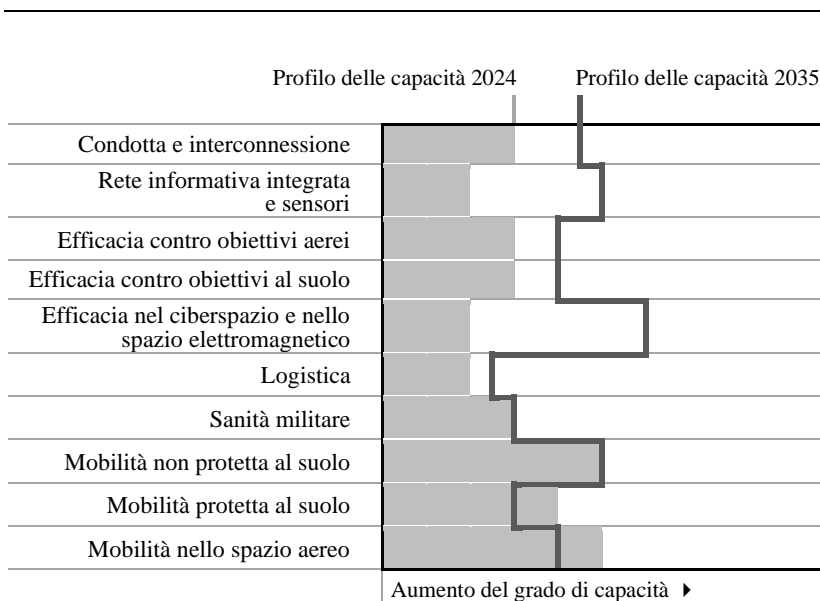 Profilo delle capacità 2024 Profilo delle capacità 2035
Condotta e interconnessione
Rete informativa integrata
e sensori
Efficacia contro obiettivi aerei
Efficacia contro obiettivi al suolo
Efficacia nel ciberspazio e nello
spazio elettromagnetico
Logistica
Sanità militare
Mobilità non protetta al suolo
Mobilità protetta al suolo
Mobilità nello spazio aereo
Aumento del grado di capacità